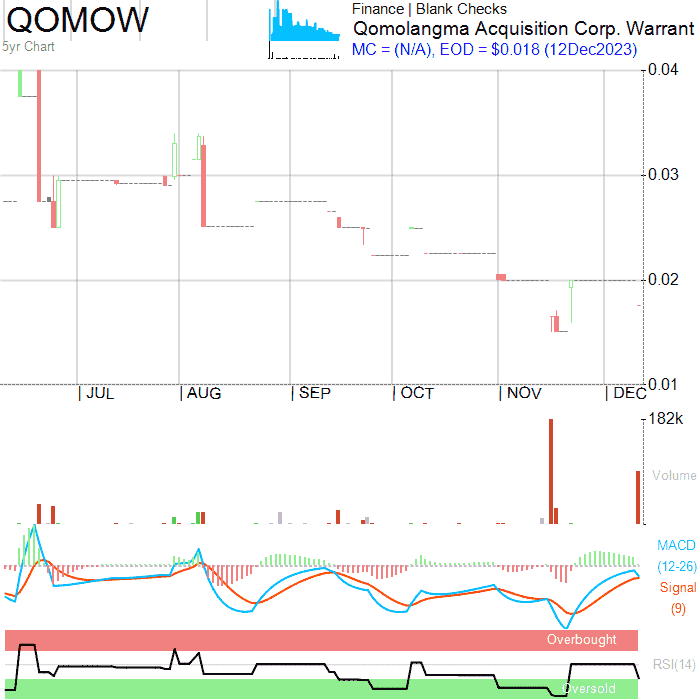 QOMOW
Finance | Blank Checks
Qomolangma Acquisition Corp. Warrant
5yr Chart
MC = (N/A), EOD = $0.018 (12Dec2023)
0.04
0.03
0.02
0.01
| JUL | AUG | SEP | OCT | NOV | DEC
182k
Volume
MACD
(12-26)
Signal
(9)
Overbought
RSI(14)
Oversold